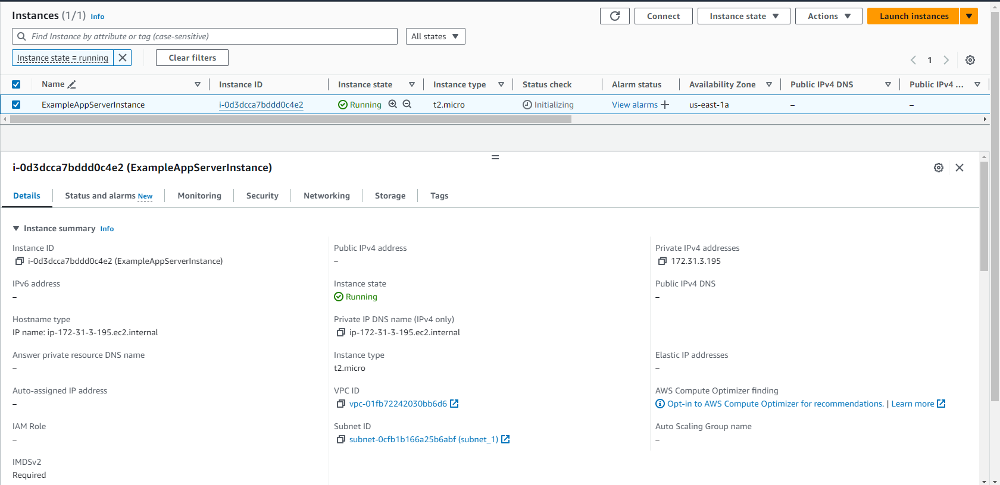 Instances (1/1) Info
Connect
Instance state
Actions
Launch instances
Find Instance by attribute or tag (case-sensitive)
All states
Instance state = running
Clear filters
1
Name
Instance ID
Instance state
Instance type
Status check
Alarm status
Availability Zone
Public IPv4 DNS
Public IPv4 ...
ExampleAppServerInstance
i-0d3dcca7bddd0c4e2
Running
t2.micro
Initializing
View alarms +
us-east-1a
–
–
i-0d3dcca7bddd0c4e2 (ExampleAppServerInstance)
Details
Status and alarms New
Monitoring
Security
Networking
Storage
Tags
Instance summary Info
Instance ID
i-0d3dcca7bddd0c4e2 (ExampleAppServerInstance)
Public IPv4 address
–
Private IPv4 addresses
172.31.3.195
IPv6 address
–
Instance state
Running
Public IPv4 DNS
–
Hostname type
IP name: ip-172-31-3-195.ec2.internal
Private IP DNS name (IPv4 only)
ip-172-31-3-195.ec2.internal
Answer private resource DNS name
–
Instance type
t2.micro
Elastic IP addresses
–
Auto-assigned IP address
–
VPC ID
vpc-01fb72242030bb6d6
AWS Compute Optimizer finding
Opt-in to AWS Compute Optimizer for recommendations. | Learn more
IAM Role
–
Subnet ID
subnet-0cfb1b166a25b6abf (subnet_1)
Auto Scaling Group name
–
IMDSv2
Required